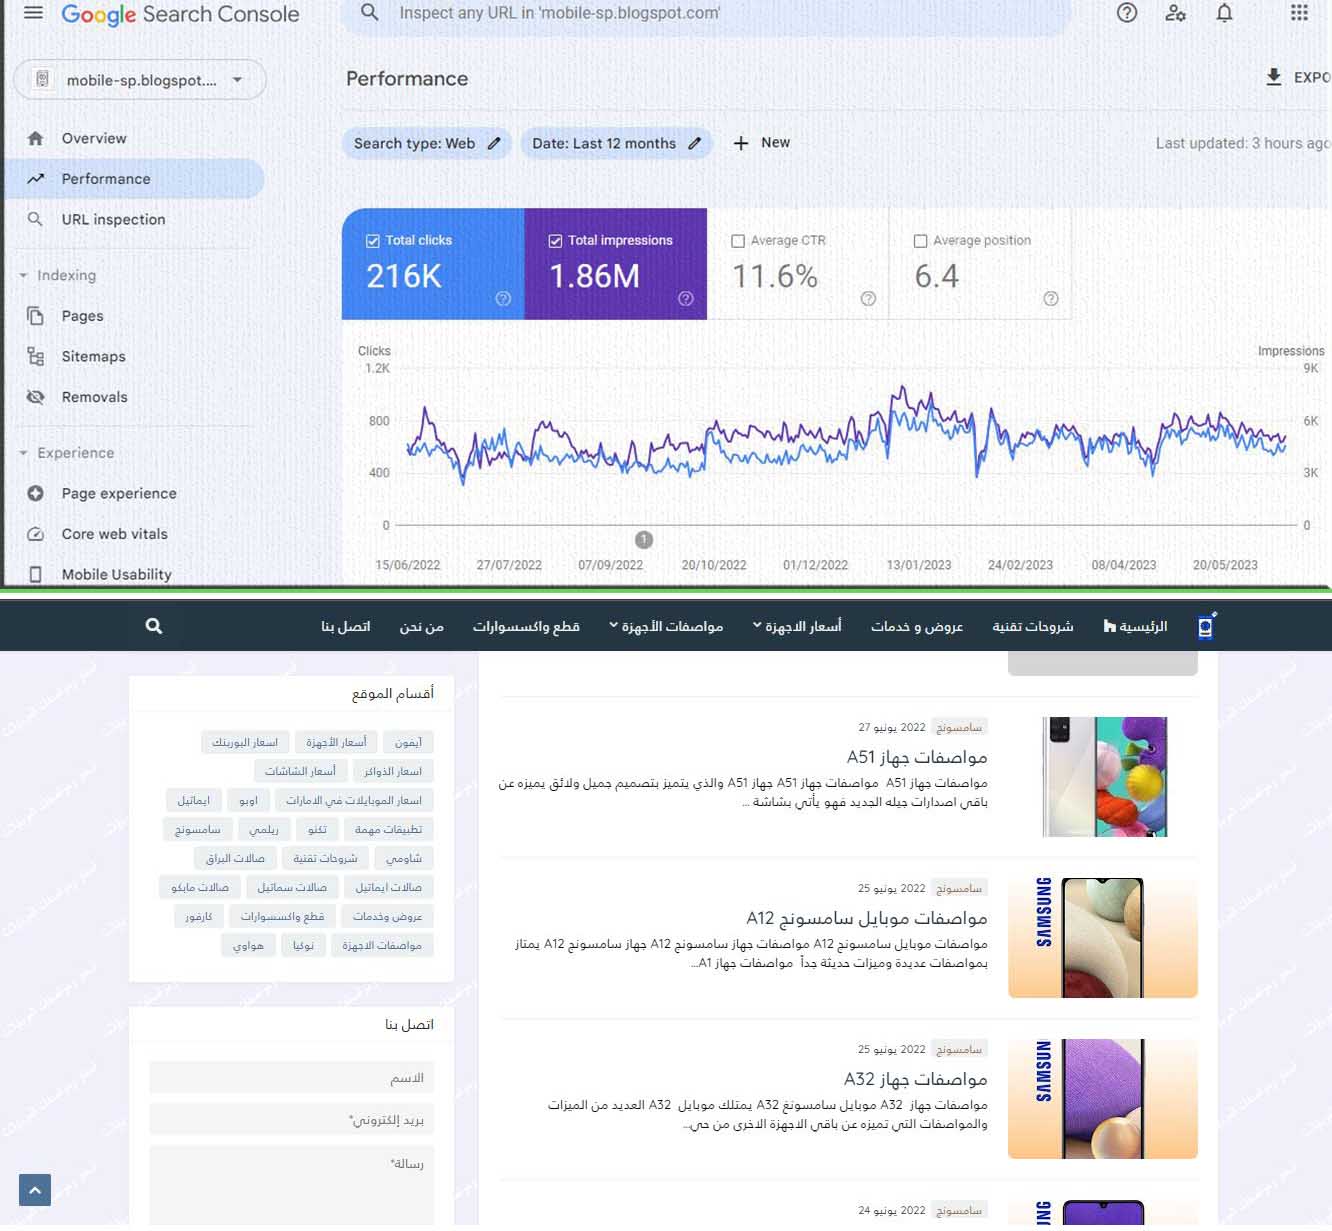 Google Search Console
Inspect any URL in 'mobile-sp.blogspot.com'
mobile-sp.blogspot....
Performance
EXPO
Overview
Performance
URL inspection
Indexing
Pages
Sitemaps
Removals
Experience
Page experience
Core web vitals
Mobile Usability
Search type: Web
Date: Last 12 months
New
Last updated: 3 hours ago
Total clicks
216K
Total impressions
1.86M
Average CTR
11.6%
Average position
6.4
Clicks
Impressions
1.2K
9K
800
6K
400
3K
0
0
1
15/06/2022 27/07/2022 07/09/2022 20/10/2022 01/12/2022 13/01/2023 24/02/2023 08/04/2023 20/05/2023
الرئيسية شروحات تقنية عروض و خدمات أسعار الاجهزة مواصفات الأجهزة قطع واكسسوارات من نحن اتصل بنا
سامسونج 27 يونيو 2022
مواصفات جهاز A51
مواصفات جهاز A51 مواصفات جهاز A51 جهاز A51 والذي يتميز بتصميم جميل ولائق يميزه عن
باقي اصدارات جيله الجديد فهو يأتي بشاشة ...
SAMSUNG
سامسونج 25 يونيو 2022
مواصفات موبايل سامسونج A12
مواصفات موبايل سامسونج A12 مواصفات جهاز سامسونج A12 جهاز سامسونج A12 يمتاز
بمواصفات عديدة وميزات حديثة جداً مواصفات جهاز A1...
SAMSUN
سامسونج 25 يونيو 2022
مواصفات جهاز A32
مواصفات جهاز A32 موبايل سامسونغ A32 يمتلك موبايل A32 العديد من الميزات
والمواصفات التي تميزه عن باقي الاجهزة الاخرى من حي...
NG
سامسونج 24 يونيو 2022
أقسام الموقع
آيفون أسعار الأجهزة اسعار البوربنك
اسعار الدواكر أسعار الشاشات
اسعار الموبايلات في الامارات اوبو ايماتيل
تطبيقات مهمة تكنو ريلمي سامسونج
شاومي شروحات تقنية صالات البراق
صالات ايماتيل صالات سماتيل صالات مابكو
عروض وخدمات قطع واكسسوارات كارفور
مواصفات الاجهزة نوكيا هواوي
اتصل بنا
الاسم
بريد إلكتروني*
رسالة*